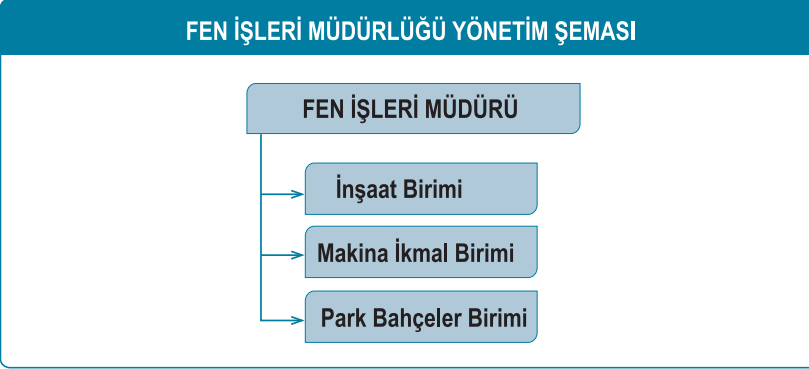 FEN İŞLERİ MÜDÜRLÜĞÜ YÖNETİM ŞEMASI
FEN İŞLERİ MÜDÜRÜ
İnşaat Birimi
Makina İkmal Birimi
Park Bahçeler Birimi